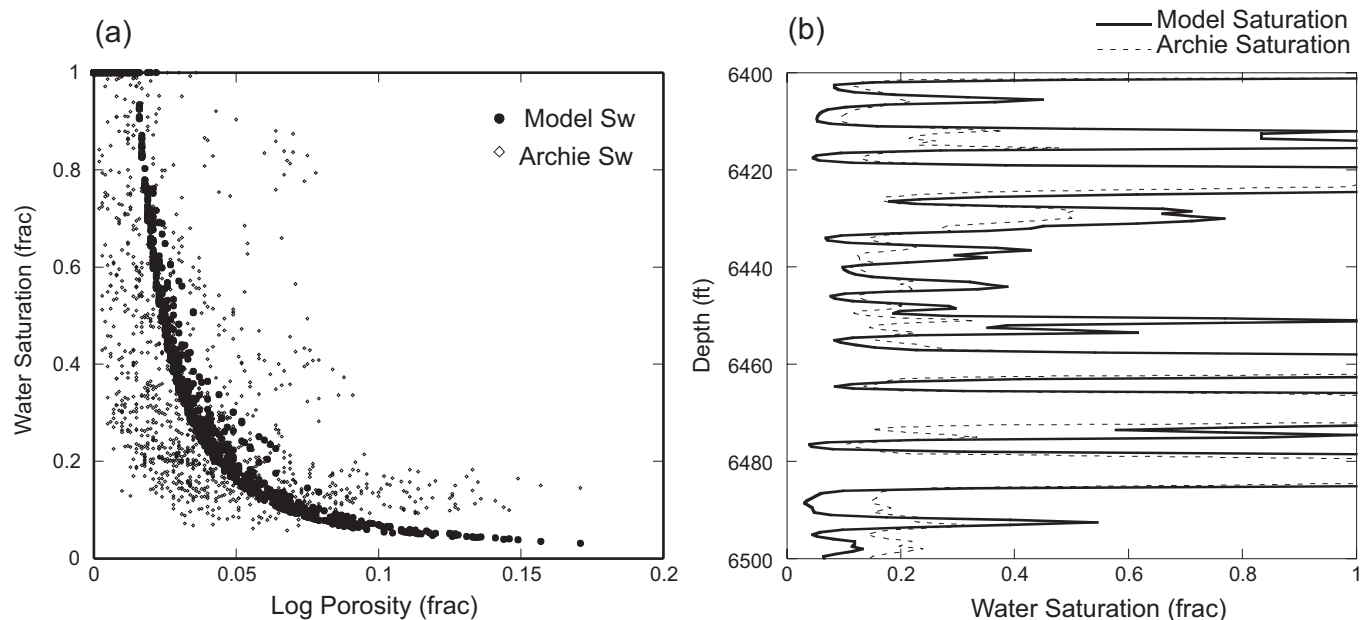 (a)
Model Sw
Archie Sw
Water Saturation (frac)
1
0.8
0.6
0.4
0.2
0
0
0.05
0.1
0.15
0.2
Log Porosity (frac)
(b)
Model Saturation
Archie Saturation
Depth (ft)
6400
6420
6440
6460
6480
6500
0
0.2
0.4
0.6
0.8
1
Water Saturation (frac)